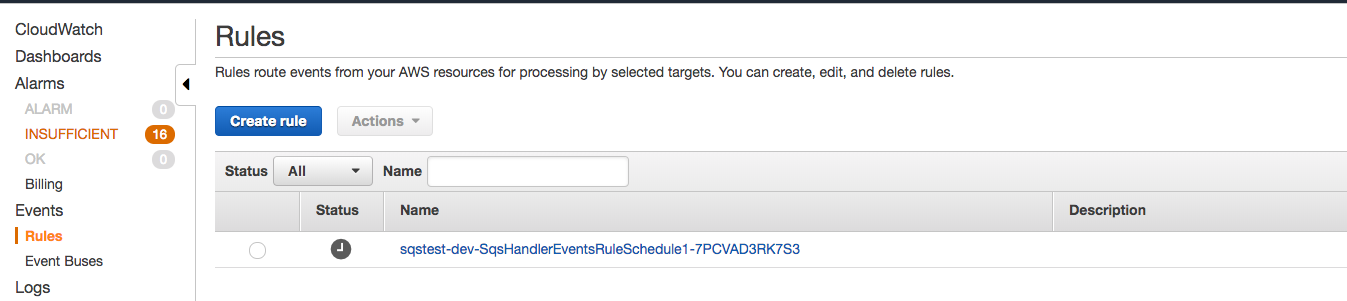 CloudWatch
Dashboards
Alarms
ALARM 0
INSUFFICIENT 16
OK 0
Billing
Events
Rules
Event Buses
Logs
Rules
Rules route events from your AWS resources for processing by selected targets. You can create, edit, and delete rules.
Create rule Actions
Status All Name
Status Name Description
sqstest-dev-SqsHandlerEventsRuleSchedule1-7PCVAD3RK7S3